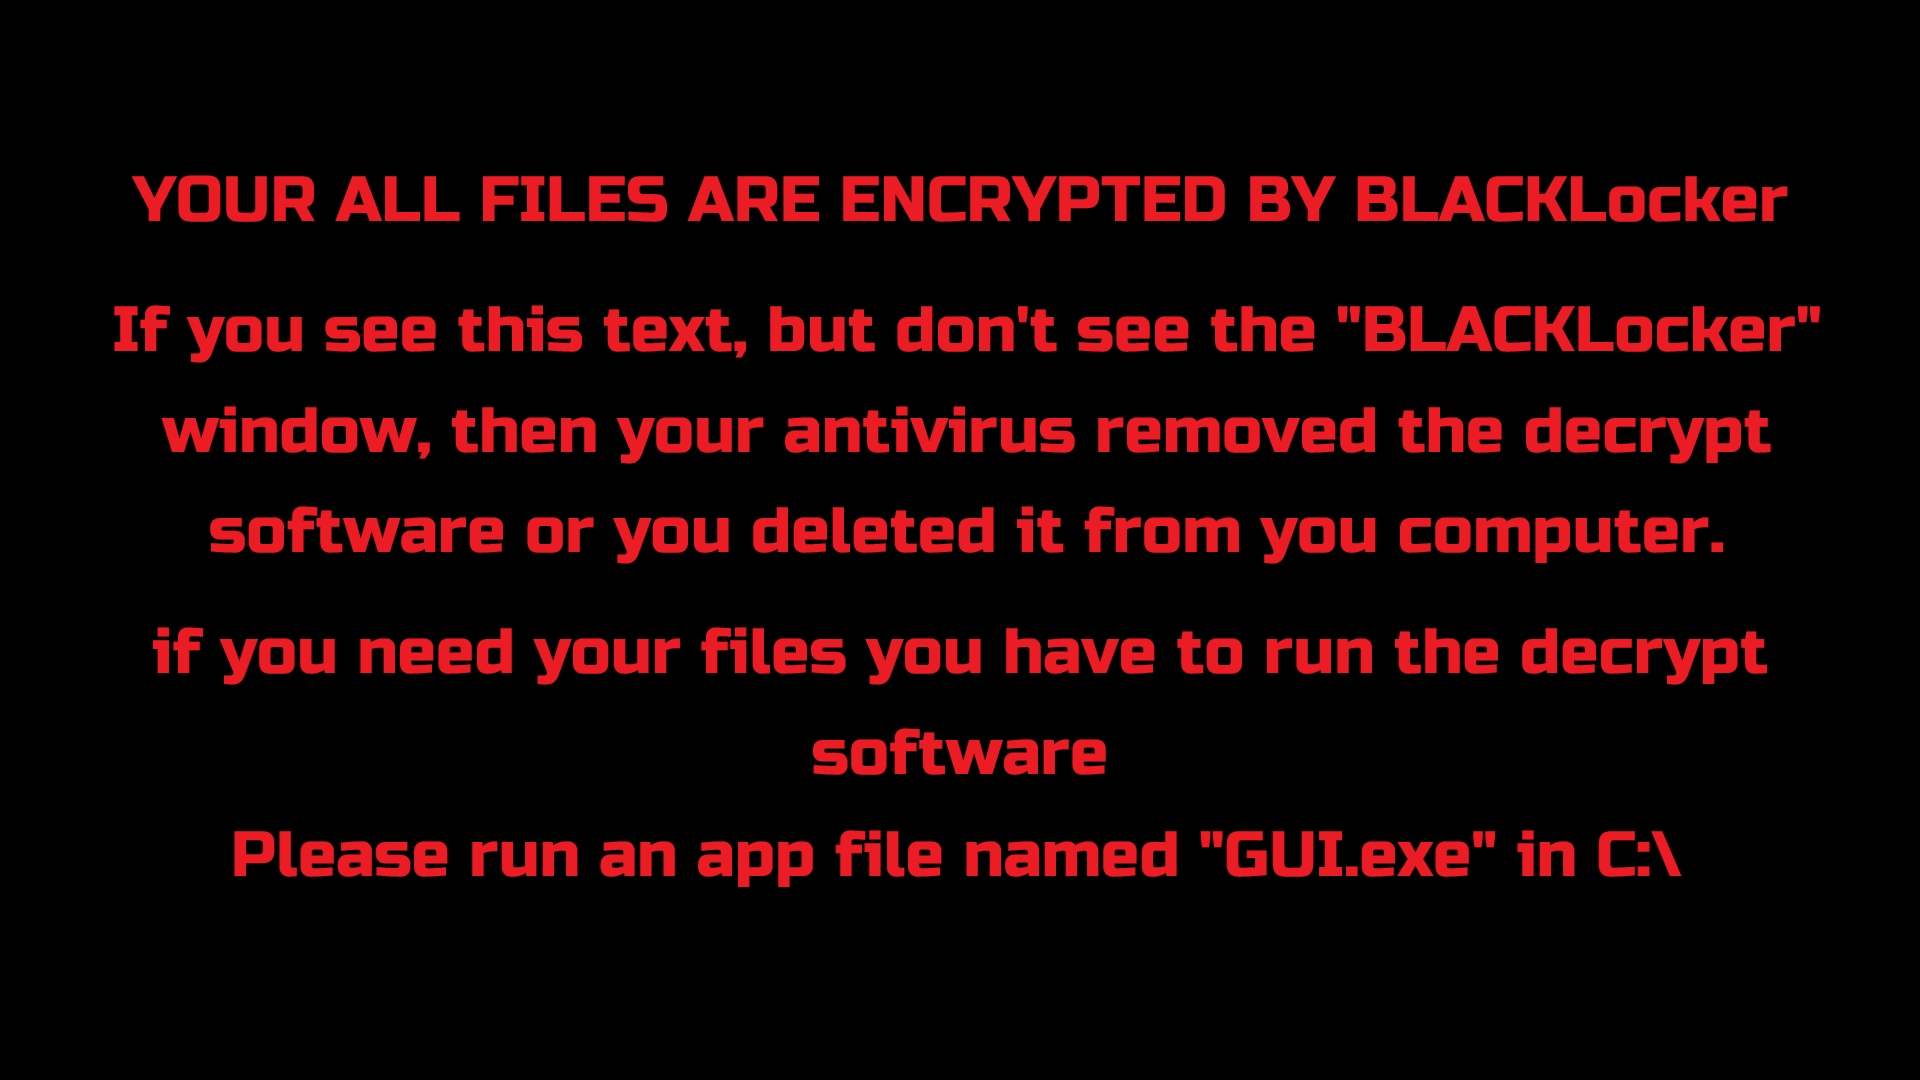 YOUR ALL FILES ARE ENCRYPTED BY BLACKLocker
If you see this text, but don't see the "BLACKLocker"
window, then your antivirus removed the decrypt
software or you deleted it from you computer.
if you need your files you have to run the decrypt
software
Please run an app file named "GUI.exe" in C:\